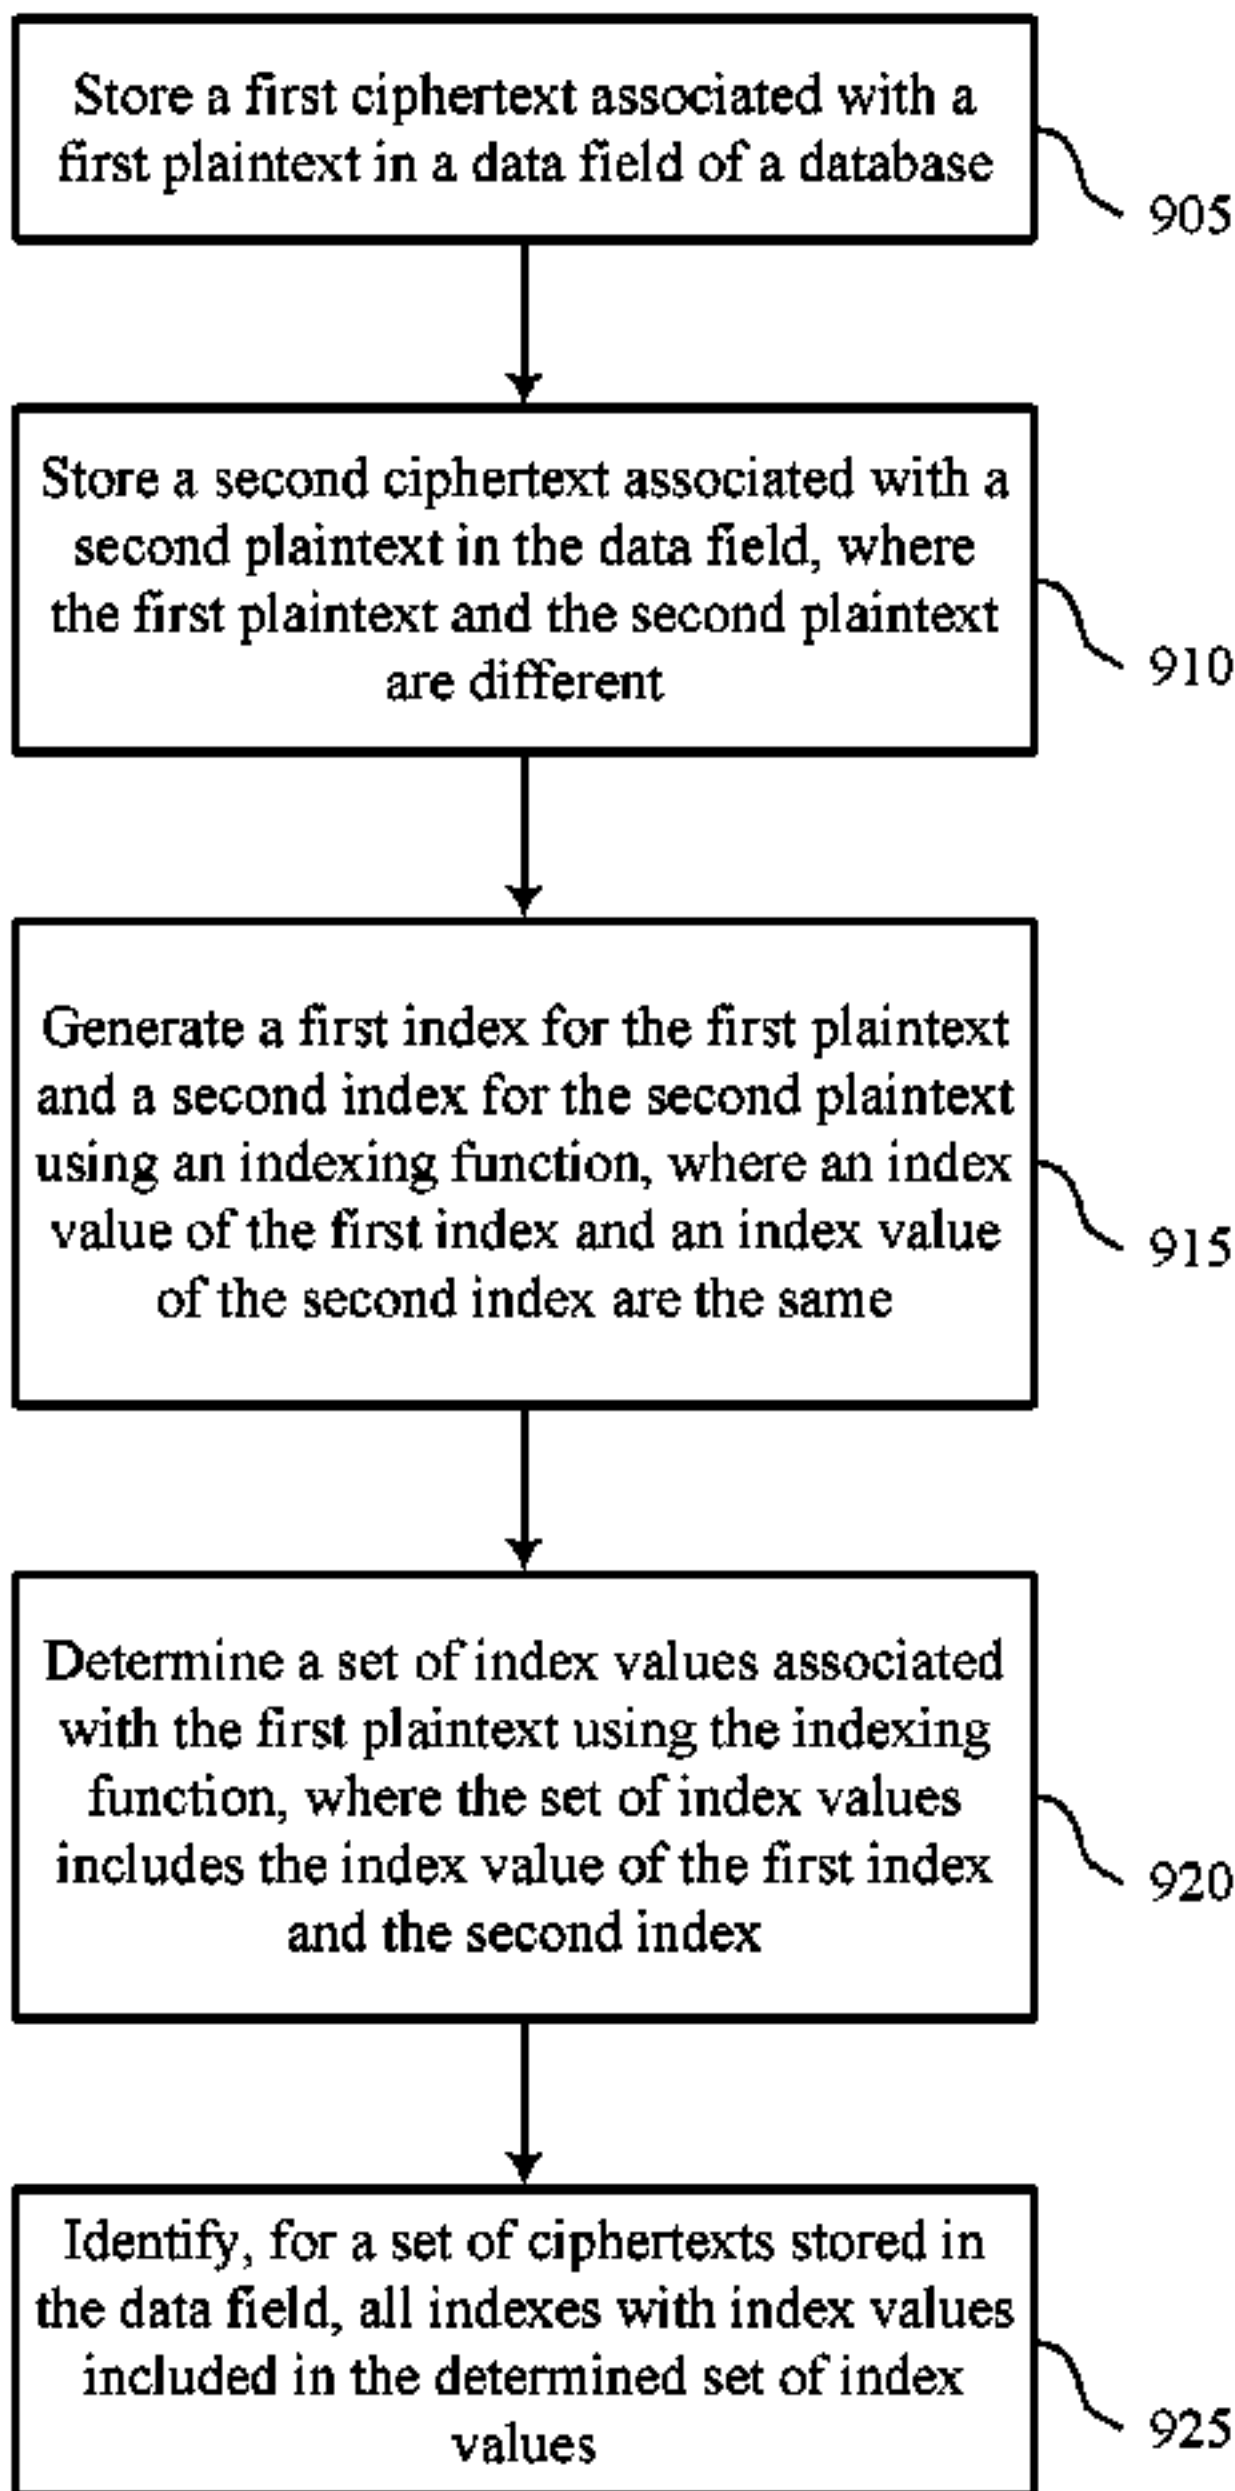 Store a first ciphertext associated with a
first plaintext in a data field of a database
905
Store a second ciphertext associated with a
second plaintext in the data field, where
the first plaintext and the second plaintext
are different
910
Generate a first index for the first plaintext
and a second index for the second plaintext
using an indexing function, where an index
value of the first index and an index value
of the second index are the same
915
Determine a set of index values associated
with the first plaintext using the indexing
function, where the set of index values
includes the index value of the first index
and the second index
920
Identify, for a set of ciphertexts stored in
the data field, all indexes with index values
included in the determined set of index
values
925